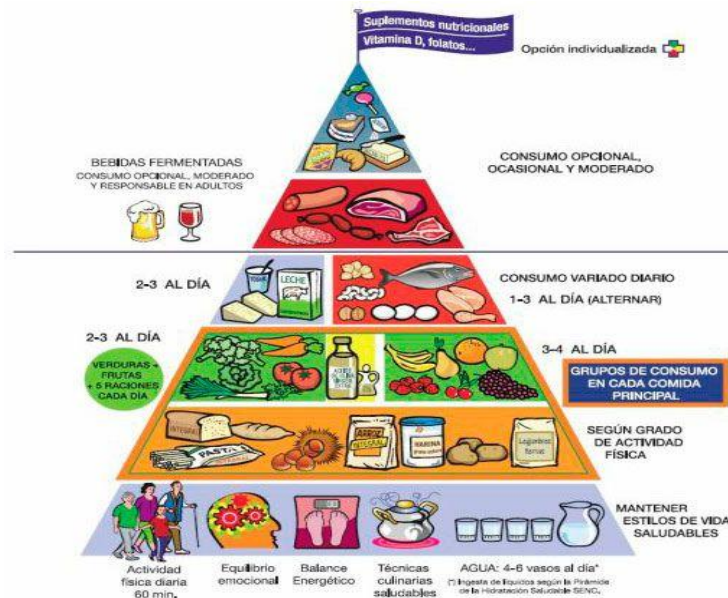 Suplementos nutricionales
Vitamina D, folatos...
Opción individualizada
BEBIDAS FERMENTADAS
CONSUMO OPCIONAL, MODERADO
Y RESPONSABLE EN ADULTOS
CONSUMO OPCIONAL,
OCASIONAL Y MODERADO
2-3 AL DÍA
LECHE
CONSUMO VARIADO DIARIO
1-3 AL DÍA (ALTERNAR)
2-3 AL DÍA
VERDURAS +
FRUTAS
+ 5 RACIONES
CADA DÍA
3-4 AL DÍA
GRUPOS DE CONSUMO
EN CADA COMIDA
PRINCIPAL
INTEGRAL
PASTA
ARROZ
INTEGRAL
HARINA
Legumbres
SEGÚN GRADO
DE ACTIVIDAD
FÍSICA
MANTENER
ESTILOS DE VIDA
SALUDABLES
Actividad
física diaria
60 min.
Equilibrio
emocional
Balance
Energético
Técnicas
culinarias
saludables
AGUA: 4-6 vasos al día*
(*) Ingesta de líquidos según la Pirámide
de la Hidratación Saludable SENC.